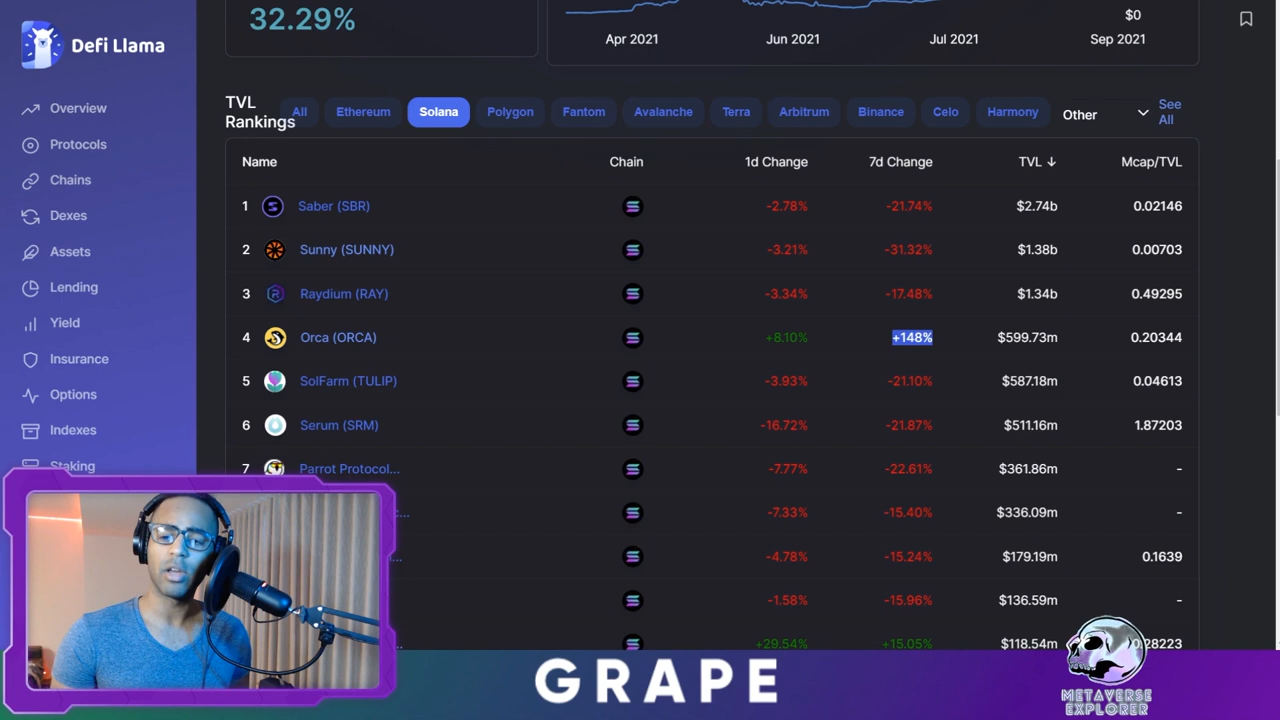 32.29%
$0
Apr 2021 Jun 2021 Jul 2021 Sep 2021
Defi Llama
Overview
Protocols
Chains
Dexes
Assets
Lending
Yield
Insurance
Options
Indexes
Staking
TVL Rankings
All Ethereum Solana Polygon Fantom Avalanche Terra Arbitrum Binance Celo Harmony Other See All
Name Chain 1d Change 7d Change TVL ↓ Mcap/TVL
1 Saber (SBR) -2.78% -21.74% $2.74b 0.02146
2 Sunny (SUNNY) -3.21% -31.32% $1.38b 0.00703
3 Raydium (RAY) -3.34% -17.48% $1.34b 0.49295
4 Orca (ORCA) +8.10% +148% $599.73m 0.20344
5 SolFarm (TULIP) -3.93% -21.10% $587.18m 0.04613
6 Serum (SRM) -16.72% -21.87% $511.16m 1.87203
7 Parrot Protocol... -7.77% -22.61% $361.86m -
... -7.33% -15.40% $336.09m -
... -4.78% -15.24% $179.19m 0.1639
-1.58% -15.96% $136.59m -
... +29.54% +15.05% $118.54m
GRAPE
METAVERSE
EXPLORER